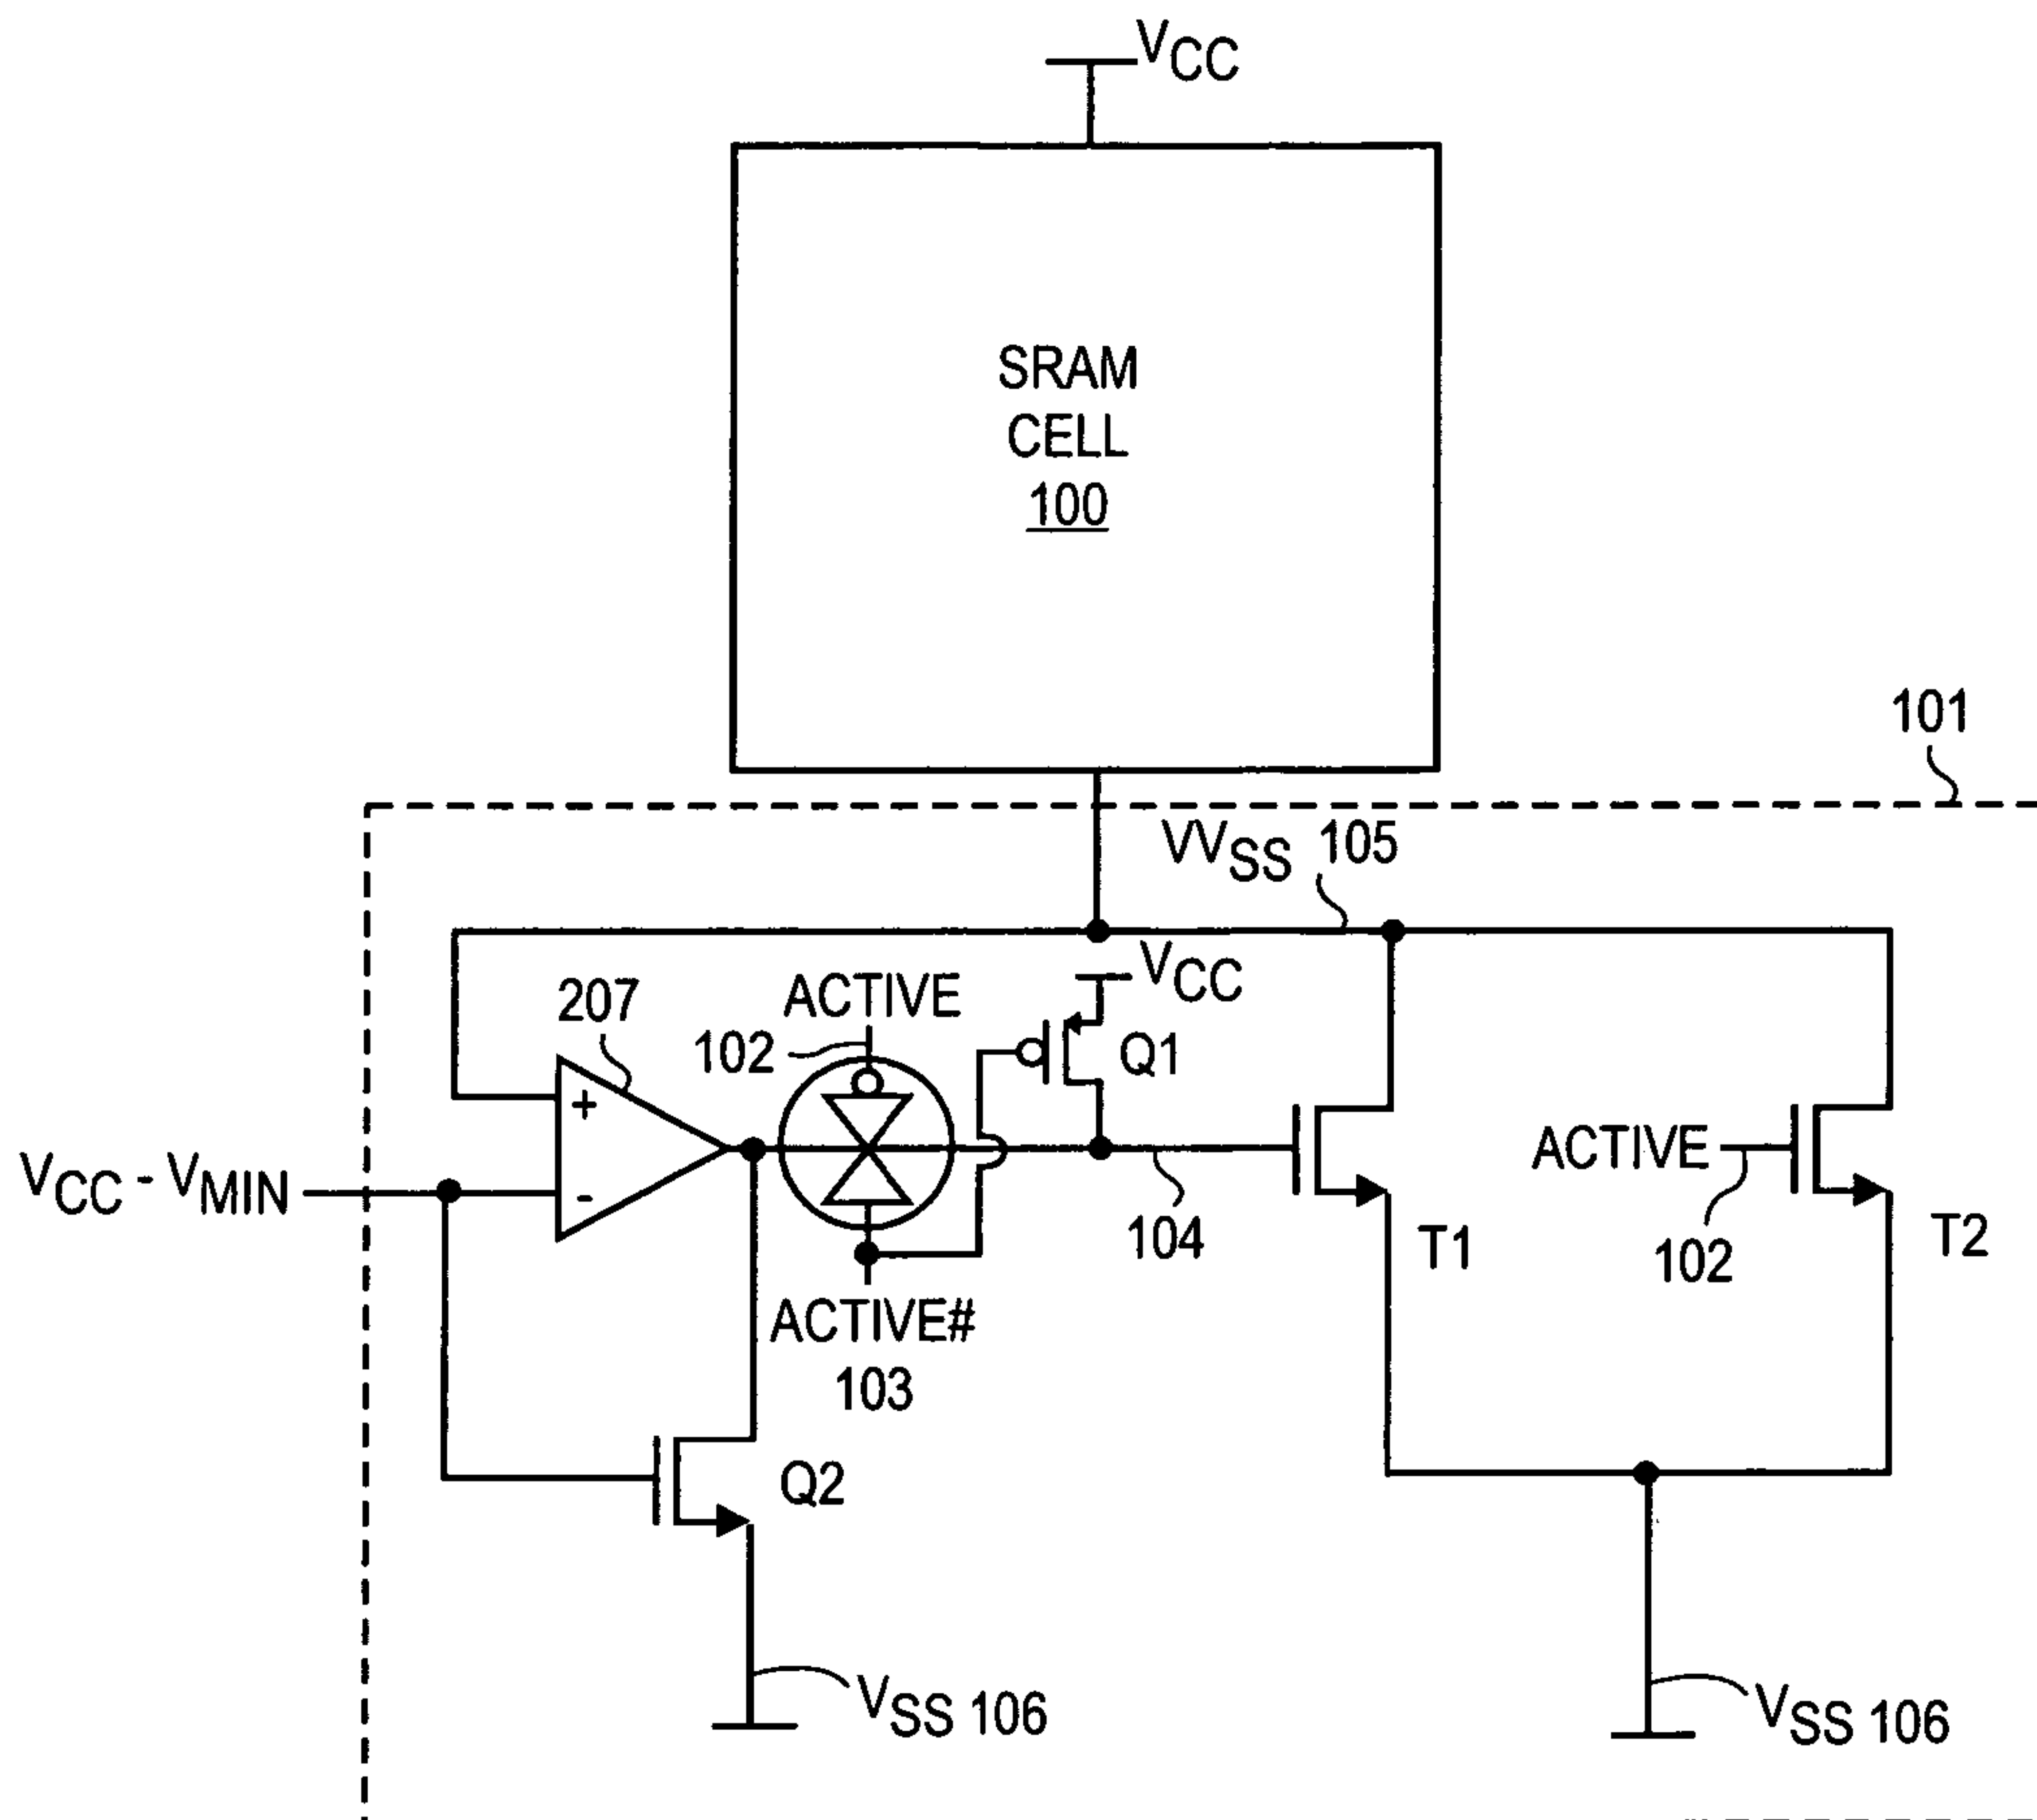 VCC
SRAM
CELL
100
101
VVSS 105
VCC
207
ACTIVE
102
Q1
+
-
VCC - VMIN
ACTIVE
102
104
T1
T2
ACTIVE#
103
Q2
VSS 106
VSS 106